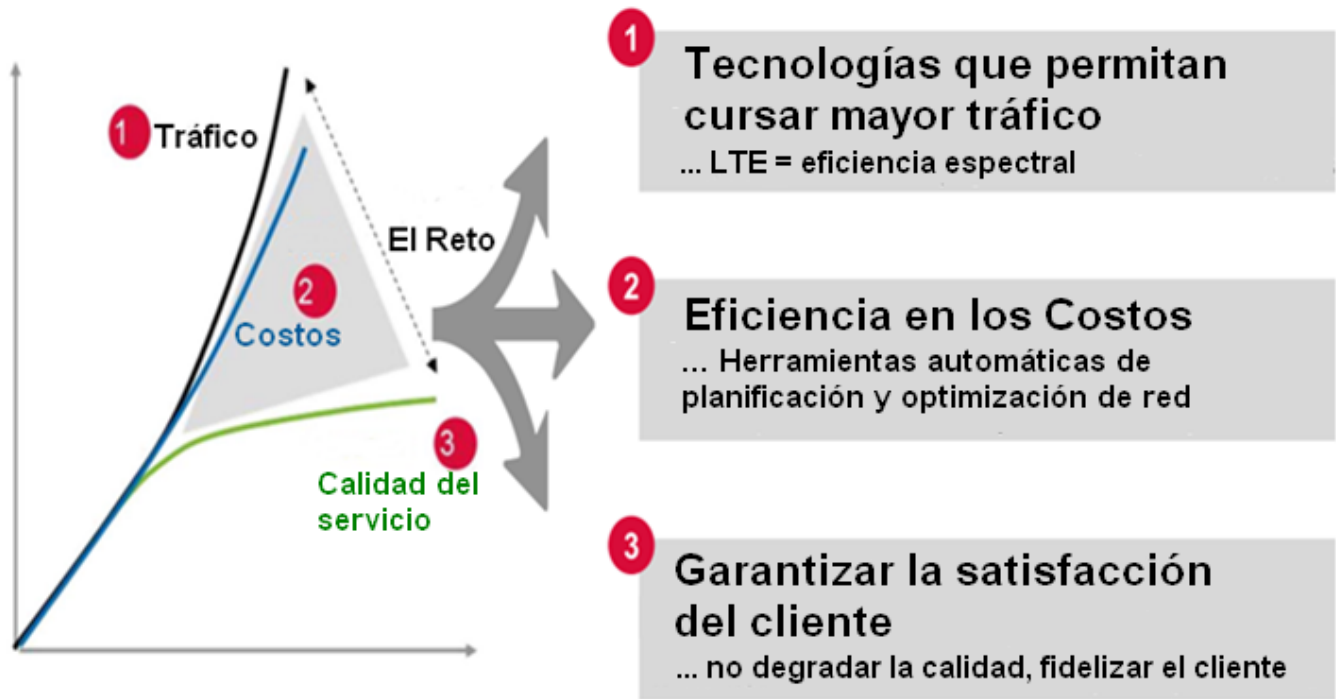 1 Tráfico
El Reto
2
Costos
3
Calidad del
servicio
1
Tecnologías que permitan
cursar mayor tráfico
... LTE = eficiencia espectral
2
Eficiencia en los Costos
... Herramientas automáticas de
planificación y optimización de red
3
Garantizar la satisfacción
del cliente
... no degradar la calidad, fidelizar el cliente